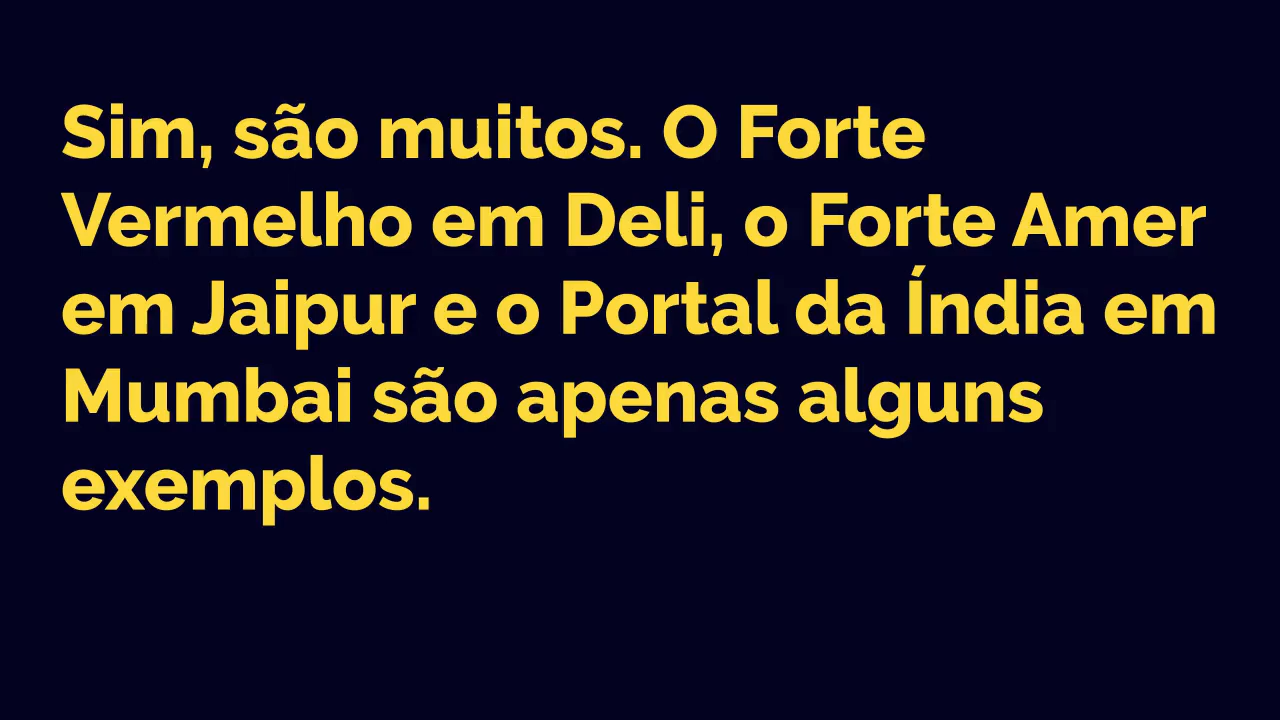 Sim, são muitos. O Forte
Vermelho em Deli, o Forte Amer
em Jaipur e o Portal da Índia em
Mumbai são apenas alguns
exemplos.